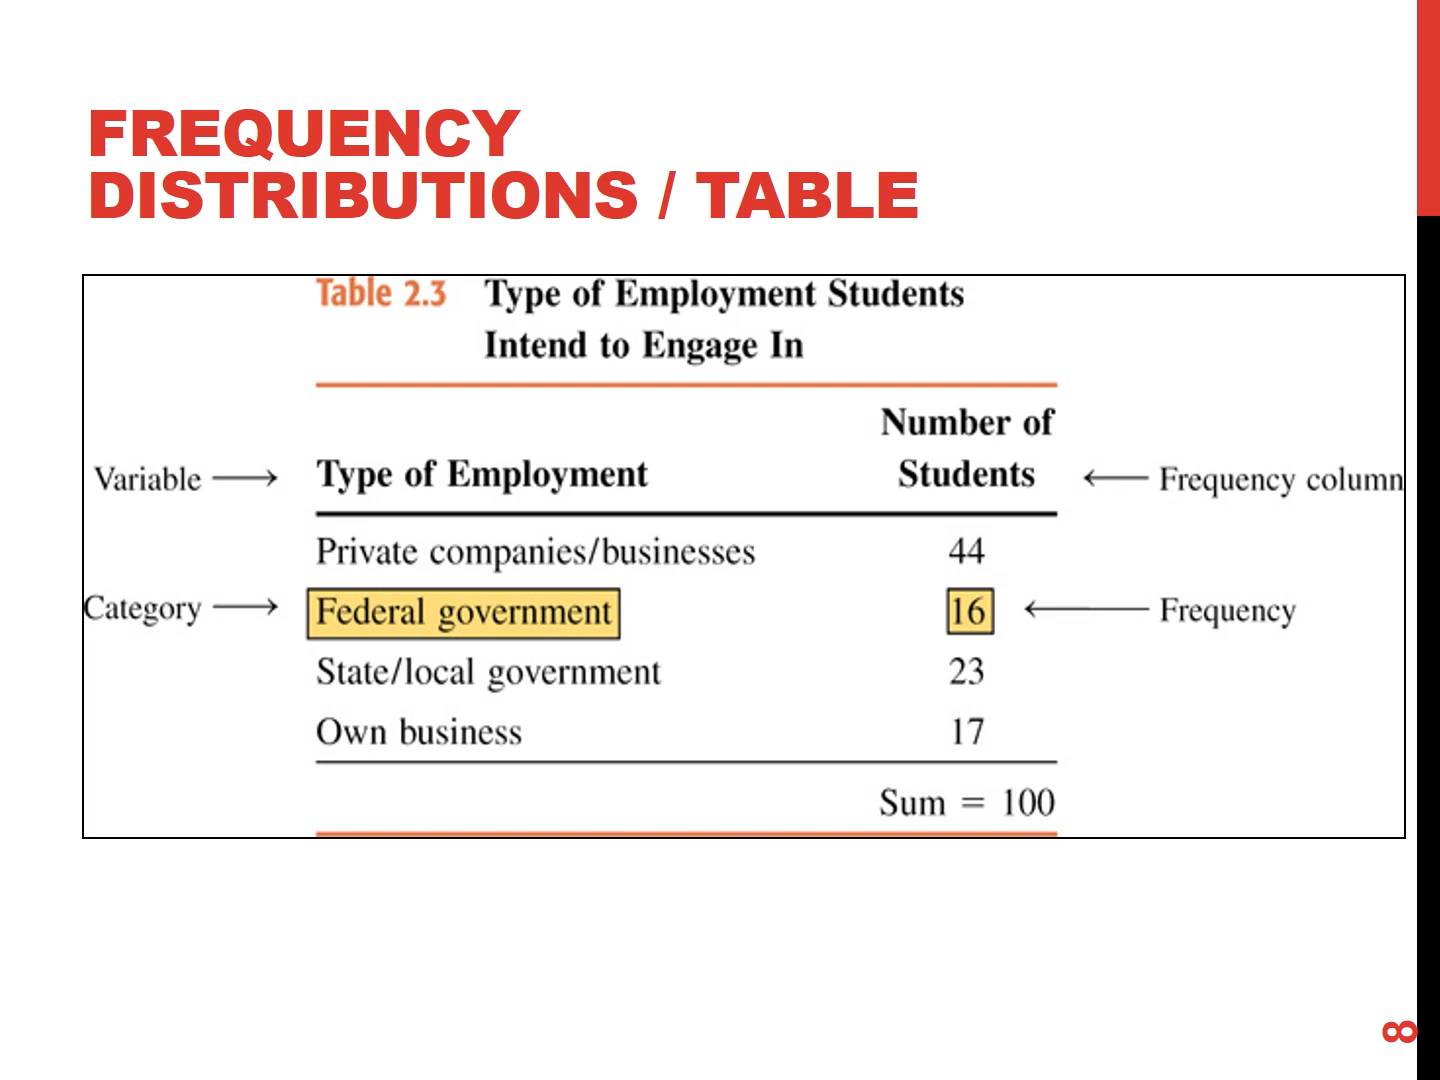 FREQUENCY
DISTRIBUTIONS / TABLE
Table 2.3 Type of Employment Students
Intend to Engage In
Number of
Variable → Type of Employment Students ← Frequency column
Private companies/businesses 44
Category → Federal government 16 ← Frequency
State/local government 23
Own business 17
Sum = 100
8